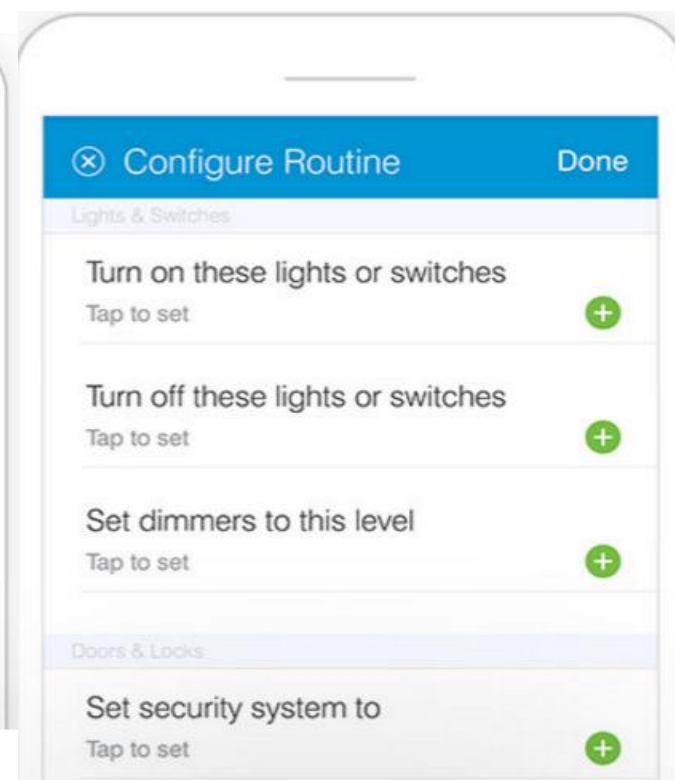 Configure Routine Done
Lights & Switches
Turn on these lights or switches
Tap to set
Turn off these lights or switches
Tap to set
Set dimmers to this level
Tap to set
Doors & Locks
Set security system to
Tap to set